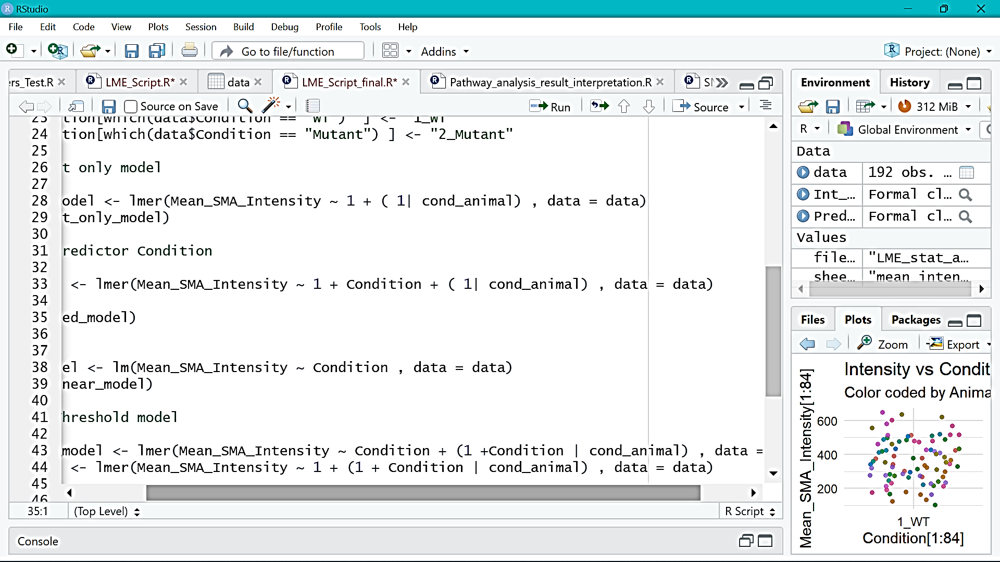 RStudio
File Edit Code View Plots Session Build Debug Profile Tools Help
Go to file/function Addins Project: (None)
rs_Test.R LME_Script.R* data LME_Script_final.R* Pathway_analysis_result_interpretation.R
Source on Save Run Source
23 tion[which(data$Condition == "WT") ] <- "1_WT"
24 tion[which(data$Condition == "Mutant") ] <- "2_Mutant"
25
26 t only model
27
28 odel <- lmer(Mean_SMA_Intensity ~ 1 + ( 1| cond_animal) , data = data)
29 t_only_model)
30
31 redictor Condition
32
33 <- lmer(Mean_SMA_Intensity ~ 1 + Condition + ( 1| cond_animal) , data = data)
34
35 ed_model)
36
37
38 el <- lm(Mean_SMA_Intensity ~ Condition , data = data)
39 near_model)
40
41 hreshold model
42
43 model <- lmer(Mean_SMA_Intensity ~ Condition + (1 +Condition | cond_animal) , data =
44 <- lmer(Mean_SMA_Intensity ~ 1 + (1 + Condition | cond_animal) , data = data)
45
46
35:1 (Top Level) R Script
Console
Environment History
312 MiB
R Global Environment
Data
data 192 obs. …
Int_… Formal cl…
Pred… Formal cl…
Values
file… "LME_stat_a…
shee… "mean_inten…
Files Plots Packages
Zoom Export
Intensity vs Condit
Color coded by Anima
Mean_SMA_Intensity[1:84]
600
400
200
1_WT
Condition[1:84]